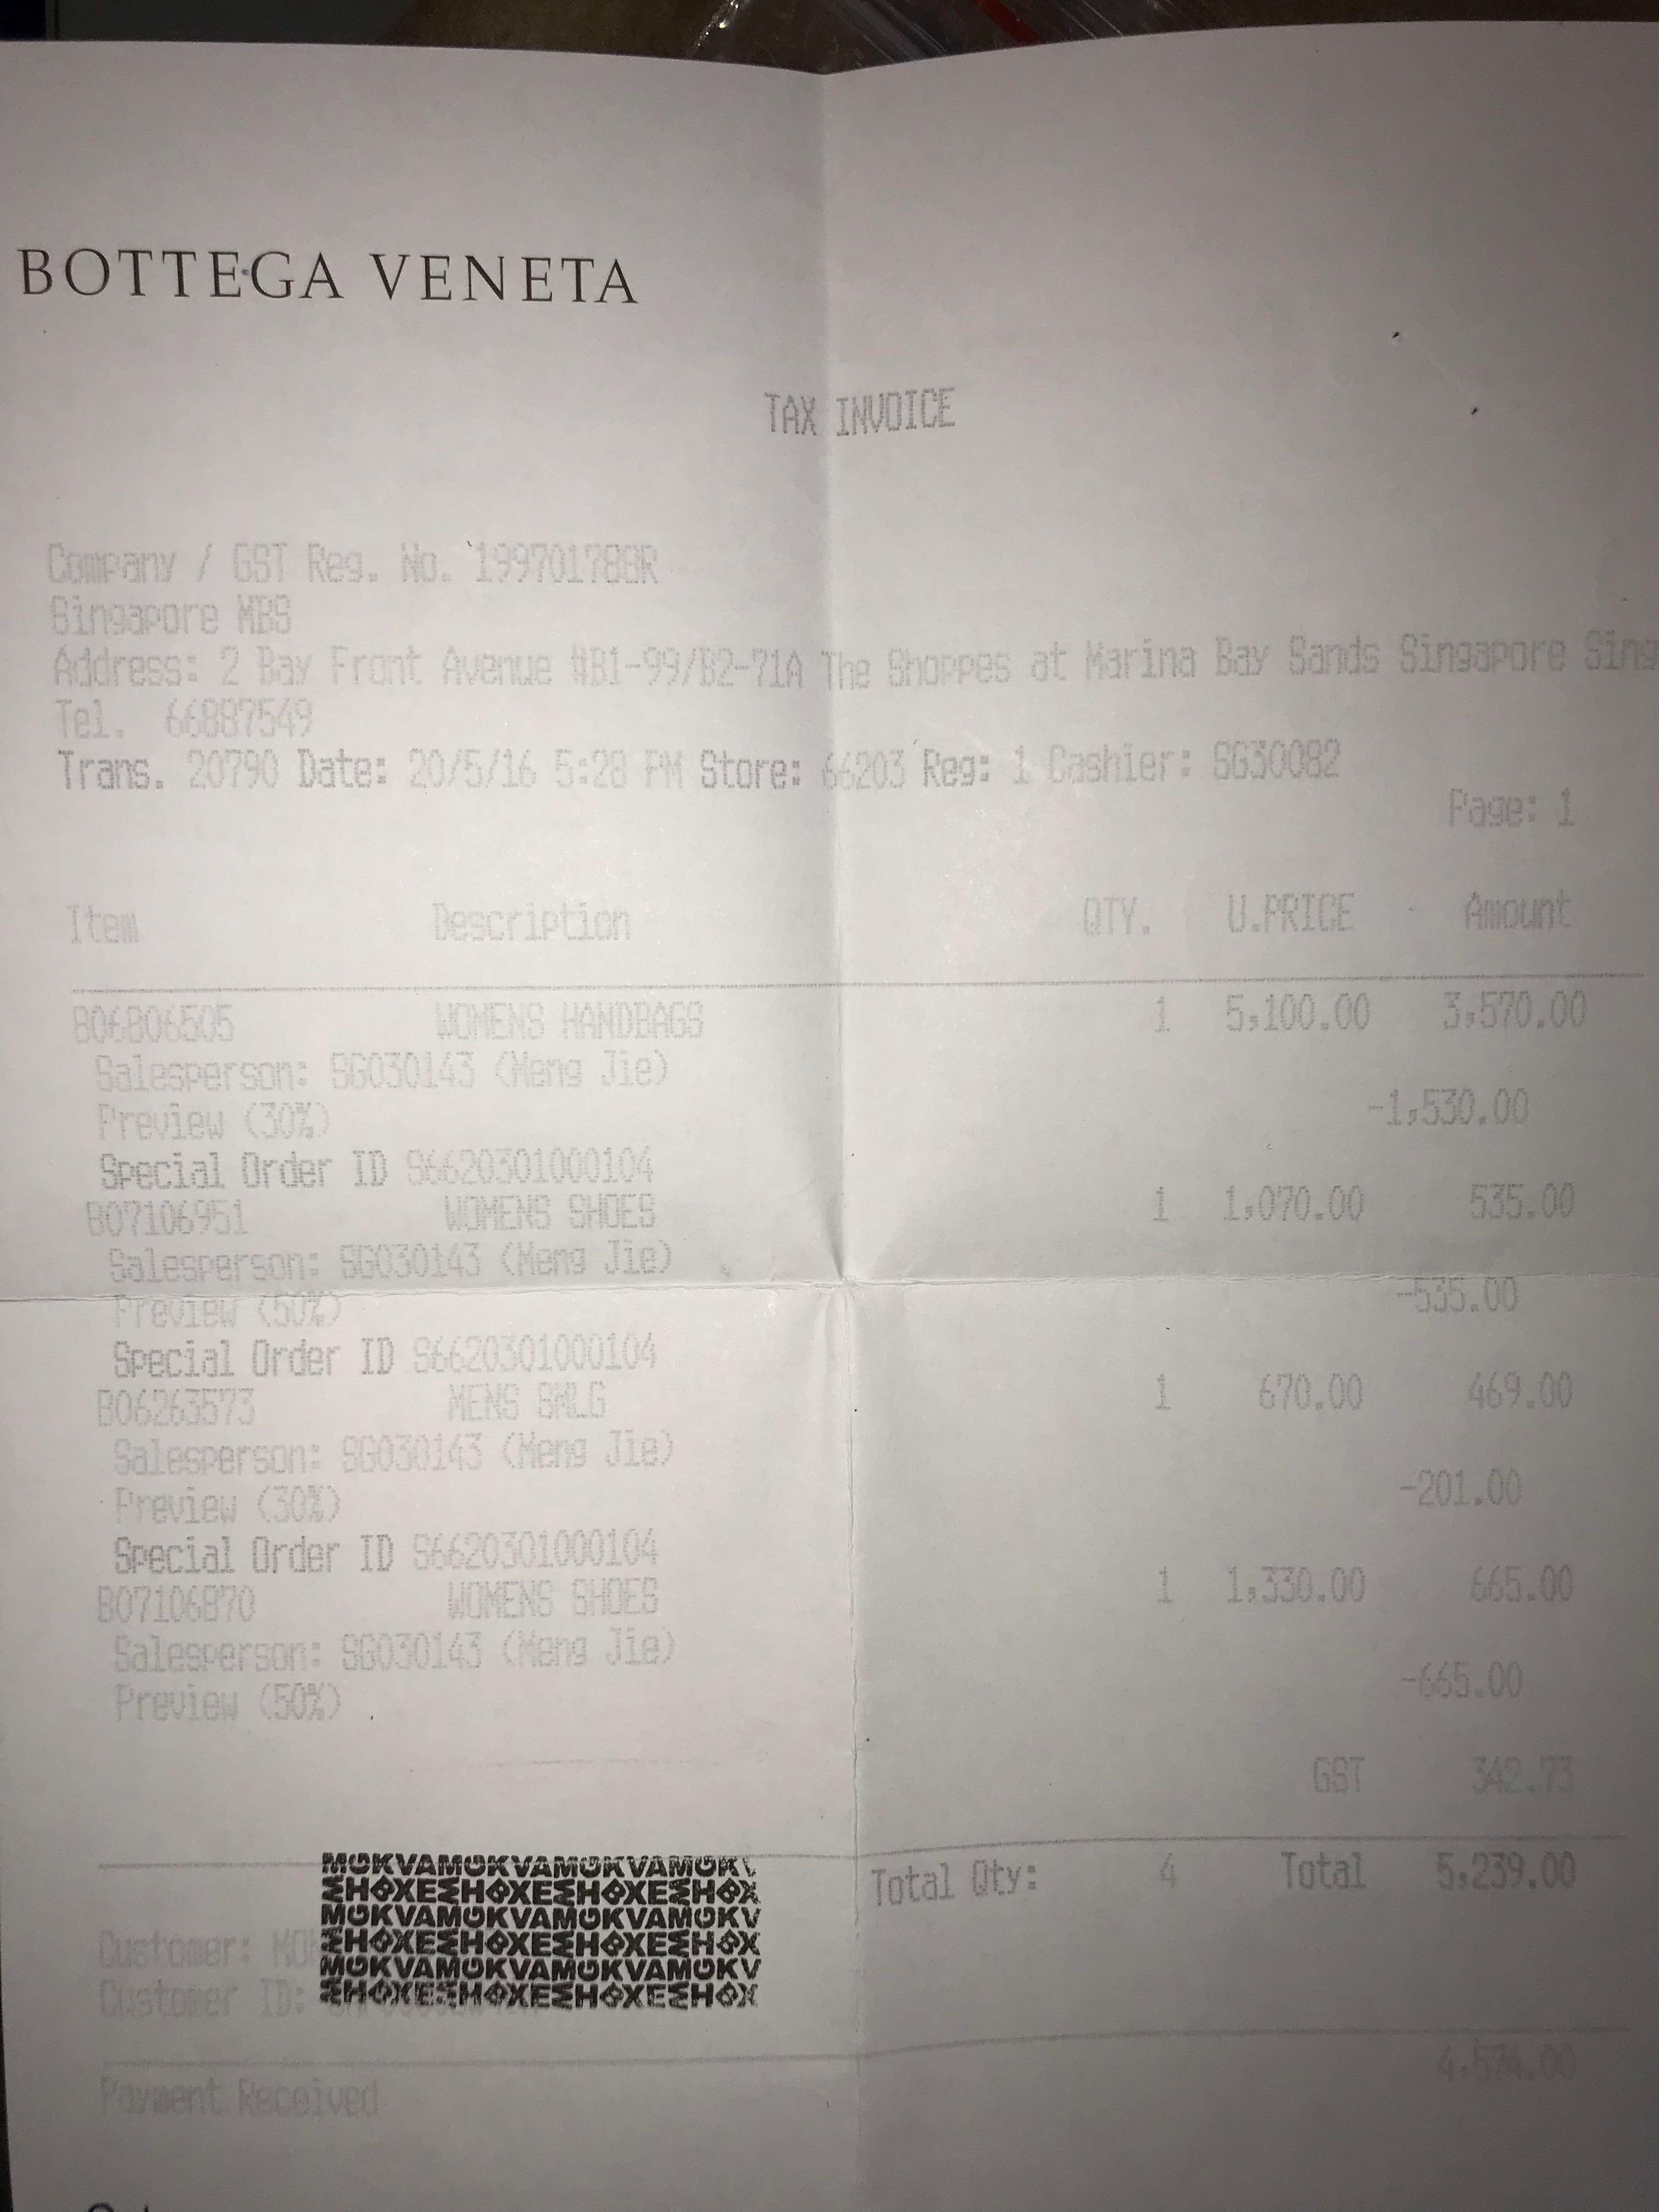 BOTTEGA VENETA
TAX INVOICE
Company / GST Reg. No. 199701788R
Singapore MBS
Address: 2 Bay Front Avenue #B1-99/B2-71A The Shoppes at Marina Bay Sands Singapore Sing
Tel. 66887549
Trans. 20790 Date: 20/5/16 5:28 PM Store: 66203 Reg: 1 Cashier: SG30082
Page: 1
Item Description QTY. U.PRICE Amount
B06806505 WOMENS HANDBAGS 1 5,100.00 3,570.00
Salesperson: SG030143 (Meng Jie)
Preview (30%) -1,530.00
Special Order ID S6620301000104
B07106951 WOMENS SHOES 1 1,070.00 535.00
Salesperson: SG030143 (Meng Jie)
Preview (50%) -535.00
Special Order ID S6620301000104
B06263573 MENS SMLG 1 670.00 469.00
Salesperson: SG030143 (Meng Jie)
Preview (30%) -201.00
Special Order ID S6620301000104
B07106870 WOMENS SHOES 1 1,330.00 665.00
Salesperson: SG030143 (Meng Jie)
Preview (50%) -665.00
GST 342.73
Total Qty: 4 Total 5,239.00
Customer:
Customer ID:
4,574.00
Payment Received